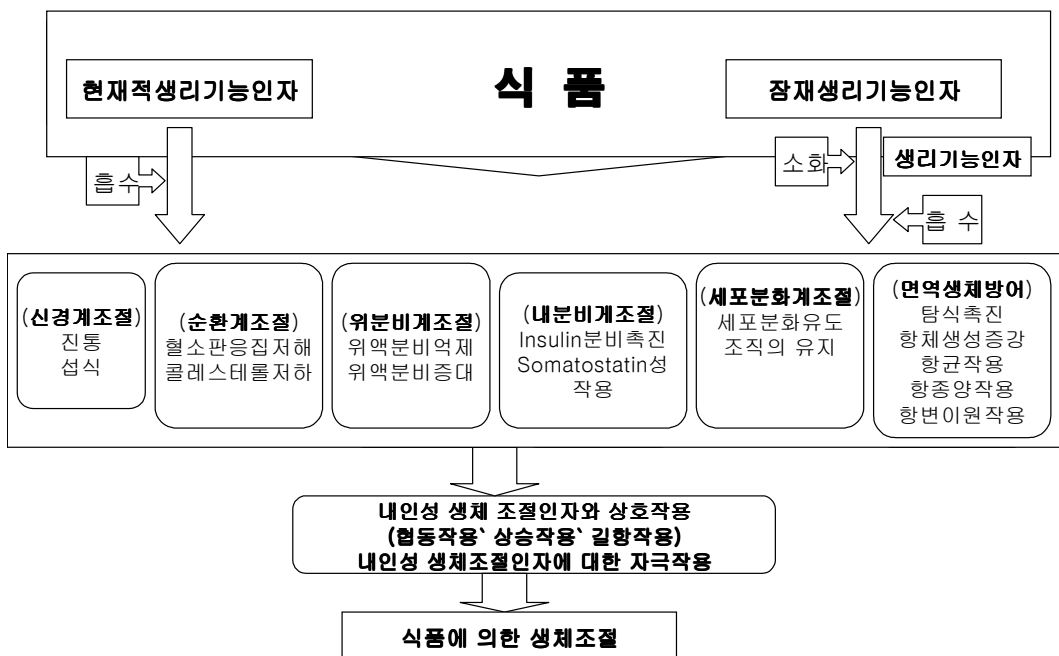 식 품
현재적생리기능인자
잠재생리기능인자
흡수
소화
생리기능인자
흡 수
(신경계조절)
진통
섭식
(순환계조절)
혈소판응집저해
콜레스테롤저하
(위분비계조절)
위액분비억제
위액분비증대
(내분비계조절)
Insulin분비촉진
Somatostatin성
작용
(세포분화계조절)
세포분화유도
조직의 유지
(면역생체방어)
탐식촉진
항체생성증강
항균작용
항종양작용
항변이원작용
내인성 생체 조절인자와 상호작용
(협동작용` 상승작용` 길항작용)
내인성 생체조절인자에 대한 자극작용
식품에 의한 생체조절